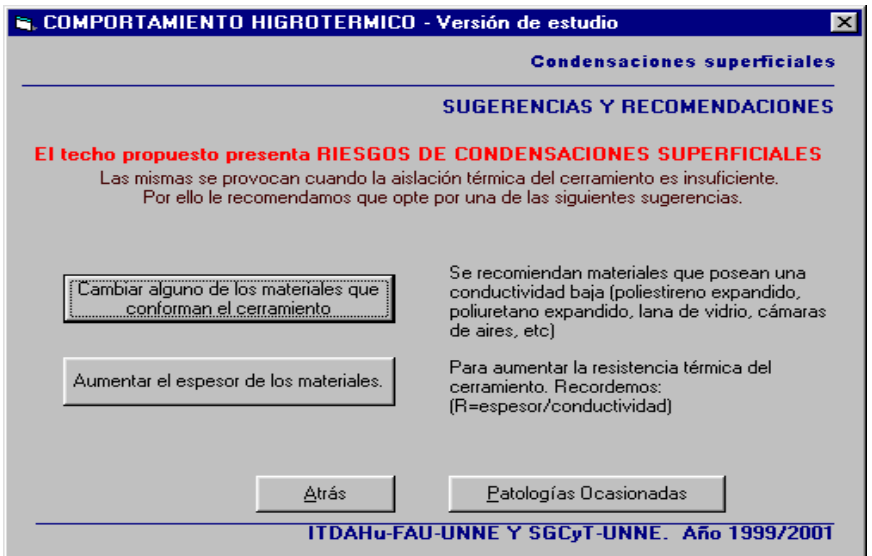 COMPORTAMIENTO HIGROTERMICO - Versión de estudio
Condensaciones superficiales
SUGERENCIAS Y RECOMENDACIONES
El techo propuesto presenta RIESGOS DE CONDENSACIONES SUPERFICIALES
Las mismas se provocan cuando la aislación térmica del cerramiento es insuficiente.
Por ello le recomendamos que opte por una de las siguientes sugerencias.
Cambiar alguno de los materiales que
conforman el cerramiento
Se recomiendan materiales que posean una
conductividad baja (poliestireno expandido,
poliuretano expandido, lana de vidrio, cámaras
de aires, etc)
Aumentar el espesor de los materiales.
Para aumentar la resistencia térmica del
cerramiento. Recordemos:
(R=espesor/conductividad)
Atrás
Patologías Ocasionadas
ITDAHu-FAU-UNNE Y SGCyT-UNNE. Año 1999/2001